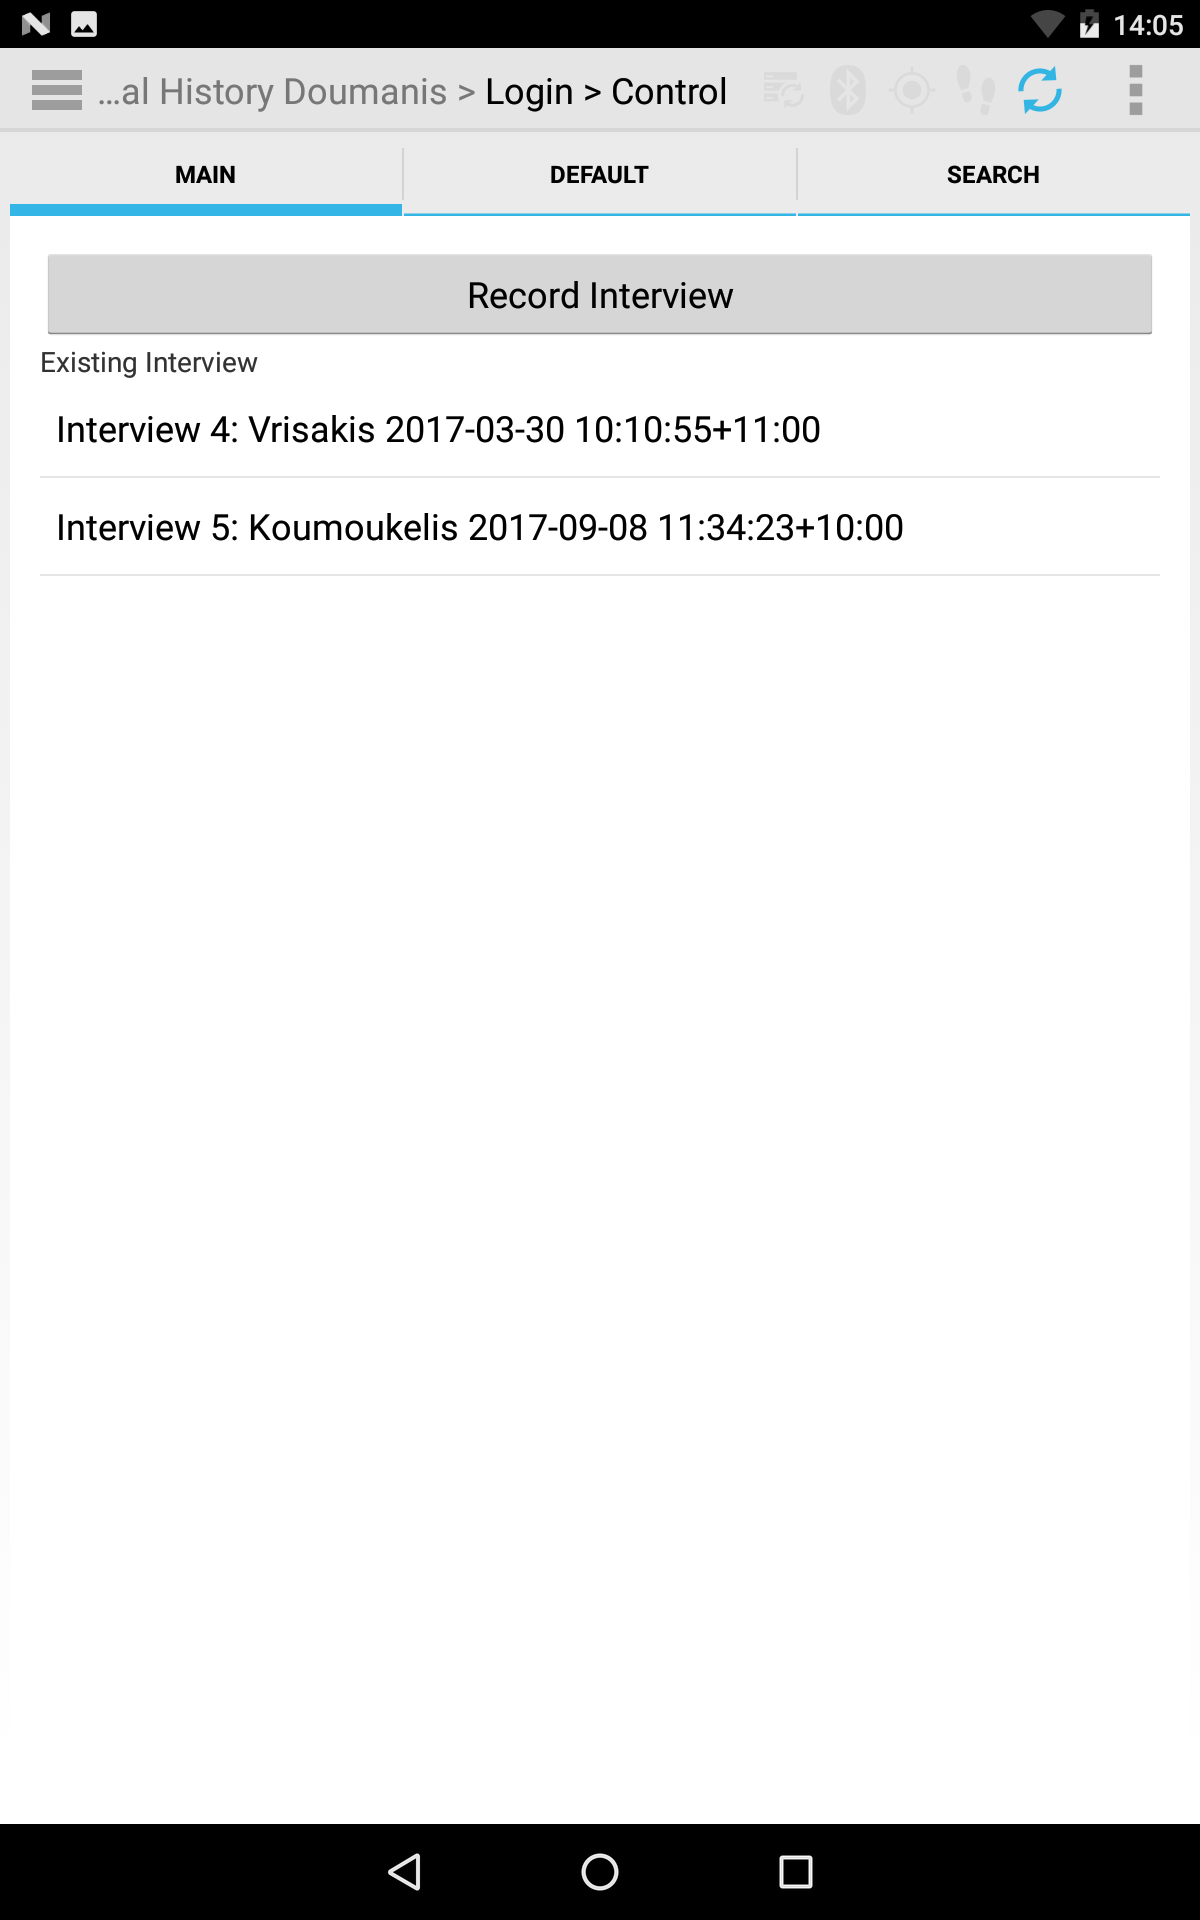 14:05
...al History Doumanis > Login > Control
MAIN
DEFAULT
SEARCH
Record Interview
Existing Interview
Interview 4: Vrisakis 2017-03-30 10:10:55+11:00
Interview 5: Koumoukelis 2017-09-08 11:34:23+10:00